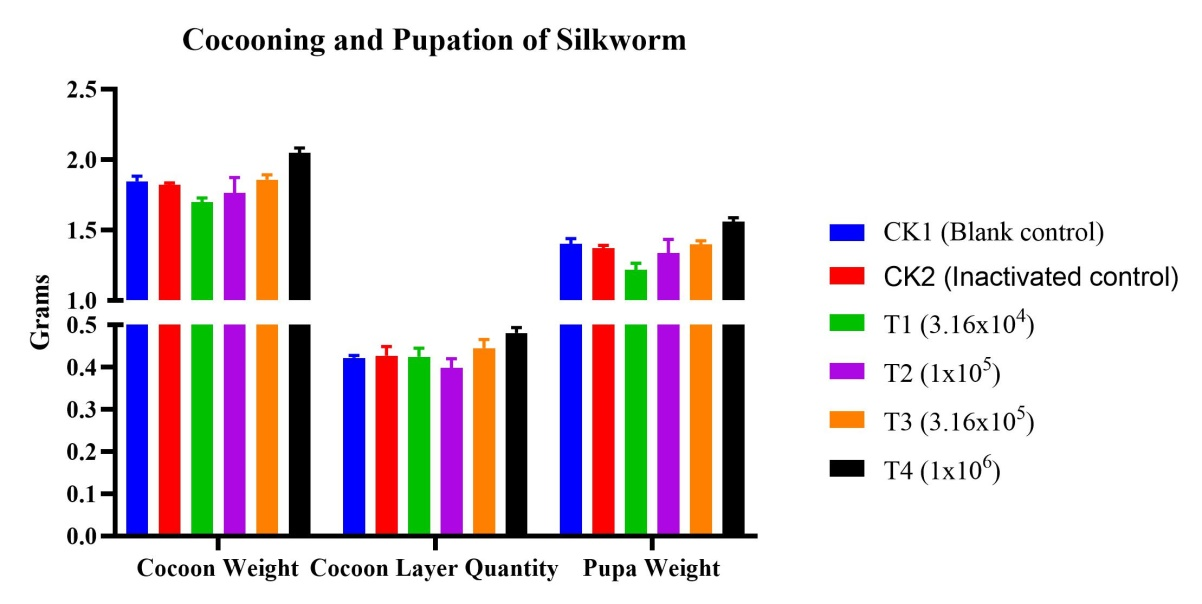 Cocooning and Pupation of Silkworm
2.5
2.0
1.5
1.0
0.5
0.4
0.3
0.2
0.1
0.0
Grams
Cocoon Weight Cocoon Layer Quantity Pupa Weight
CK1 (Blank control)
CK2 (Inactivated control)
T1 (3.16x10⁴)
T2 (1x10⁵)
T3 (3.16x10⁵)
T4 (1x10⁶)